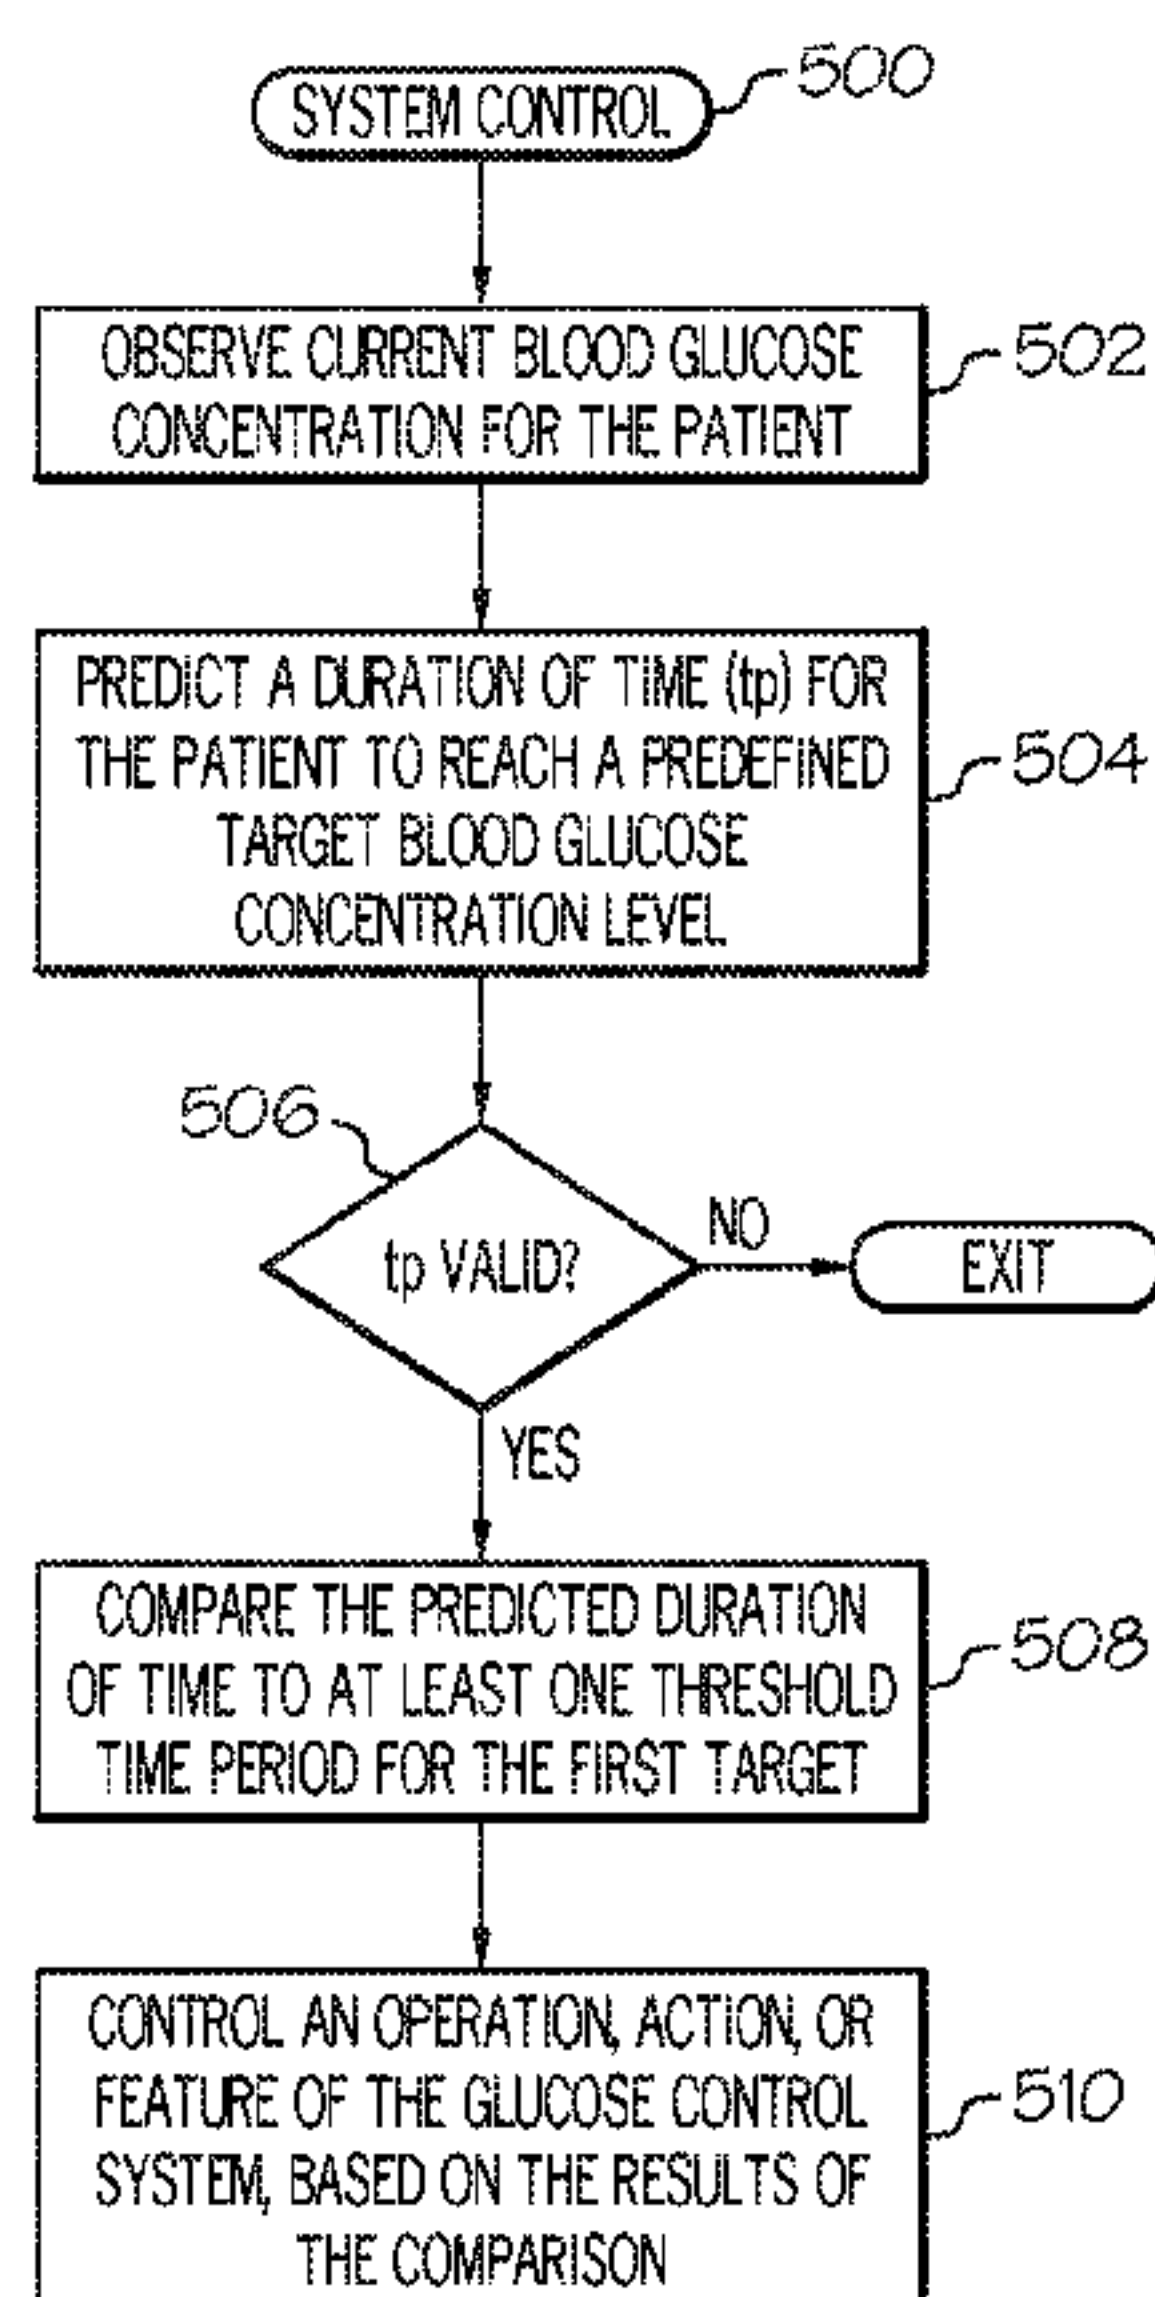 SYSTEM CONTROL
500
OBSERVE CURRENT BLOOD GLUCOSE
CONCENTRATION FOR THE PATIENT
502
PREDICT A DURATION OF TIME (tp) FOR
THE PATIENT TO REACH A PREDEFINED
TARGET BLOOD GLUCOSE
CONCENTRATION LEVEL
504
506
tp VALID?
NO
EXIT
YES
COMPARE THE PREDICTED DURATION
OF TIME TO AT LEAST ONE THRESHOLD
TIME PERIOD FOR THE FIRST TARGET
508
CONTROL AN OPERATION, ACTION, OR
FEATURE OF THE GLUCOSE CONTROL
SYSTEM, BASED ON THE RESULTS OF
THE COMPARISON
510